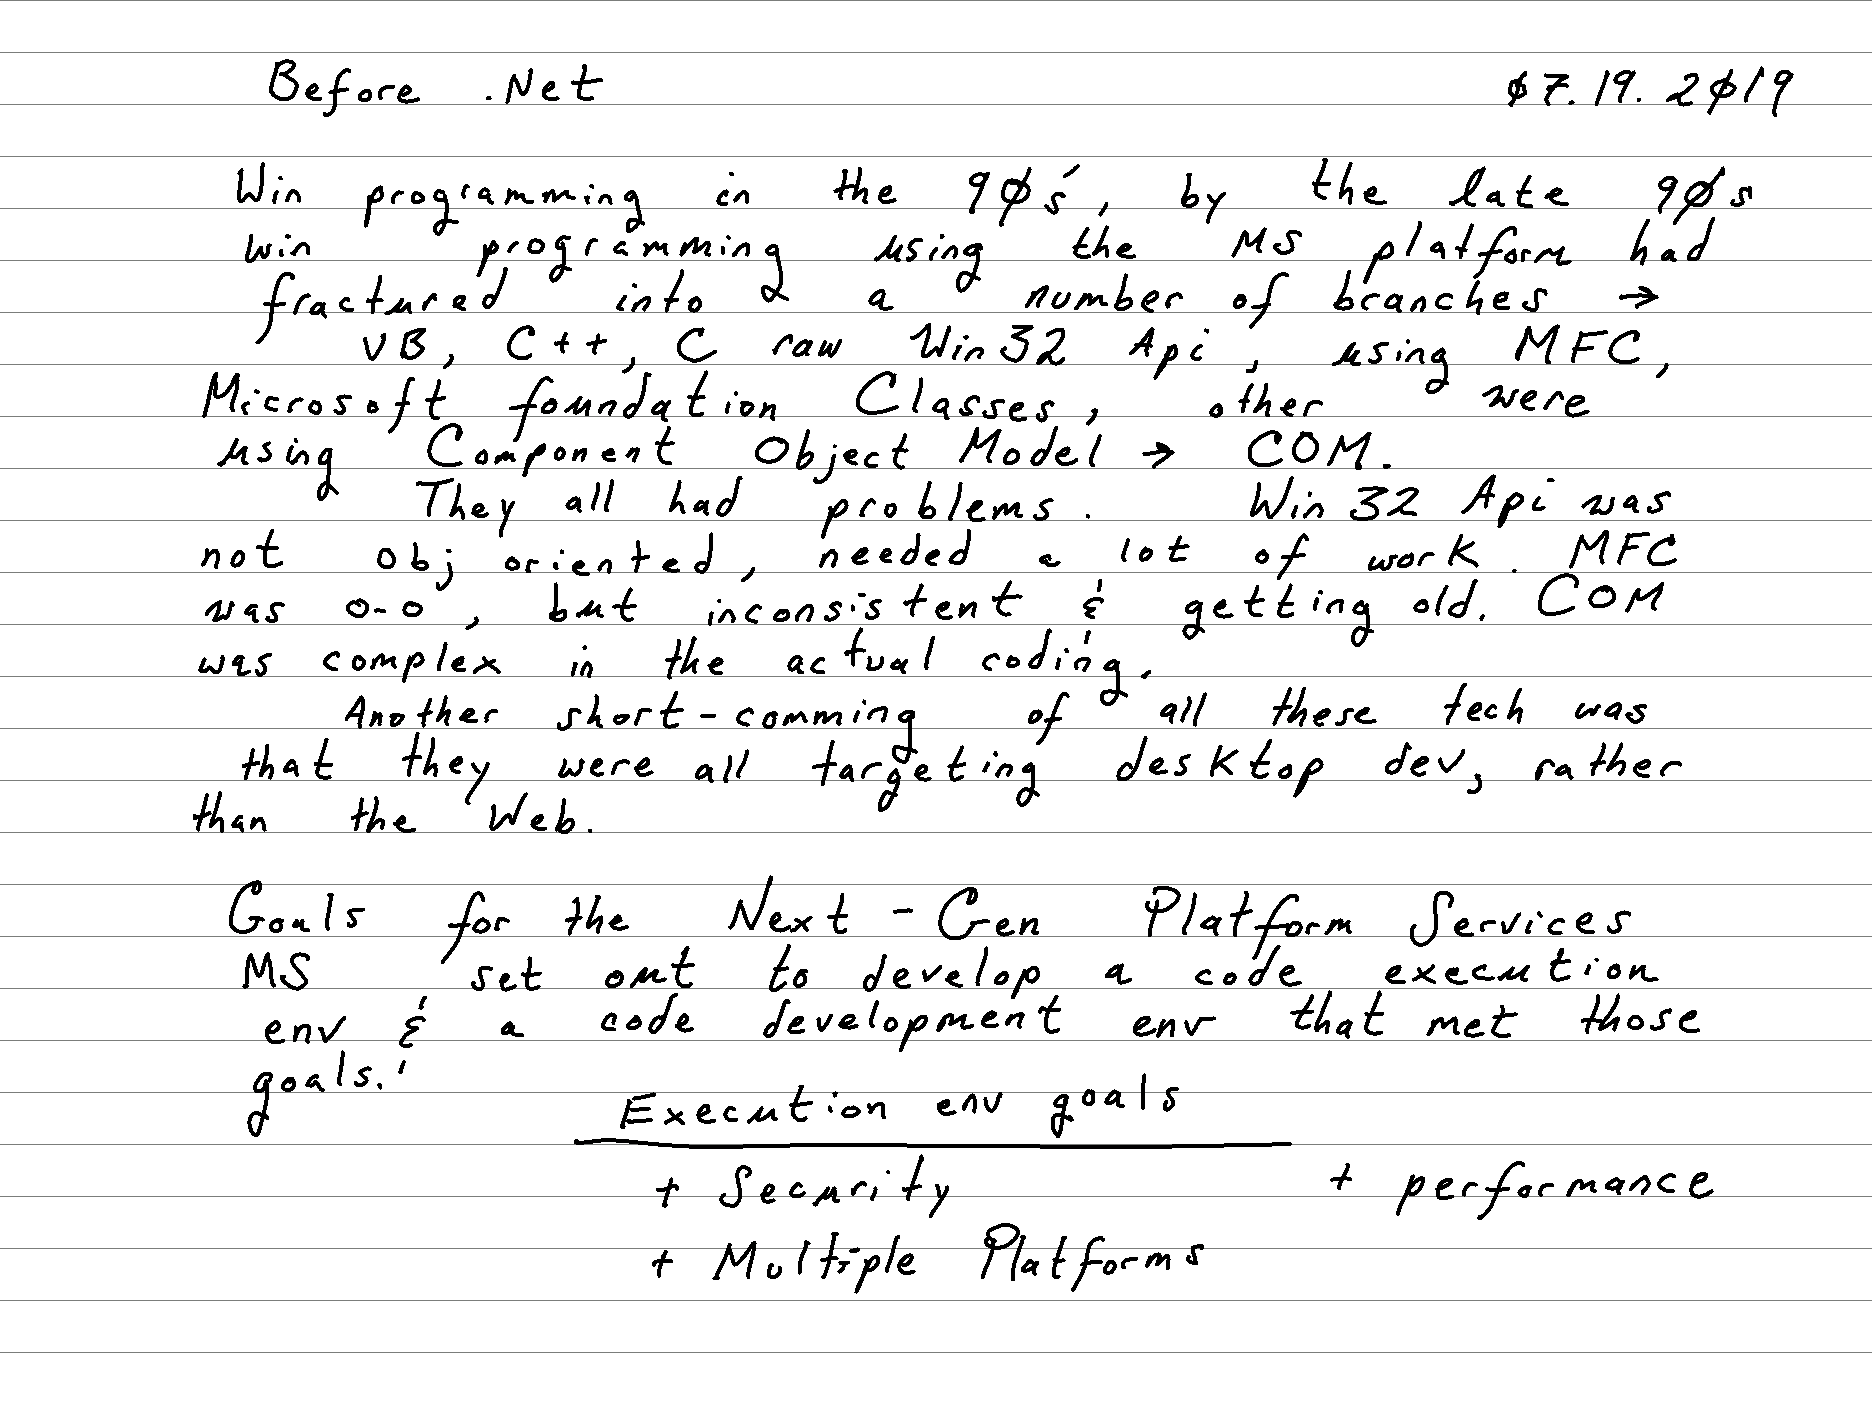 Before .Net 07.19.2019
Win programming in the 90's, by the late 90s
win programming using the MS platform had
fractured into a number of branches →
VB, C++, C raw Win32 Api, using MFC,
Microsoft foundation Classes, other were
using Component Object Model → COM.
They all had problems. Win 32 Api was
not obj oriented, needed a lot of work. MFC
was O-O, but inconsistent & getting old. COM
was complex in the actual coding.
Another short-comming of all these tech was
that they were all targeting desktop dev, rather
than the Web.
Goals for the Next-Gen Platform Services
MS set out to develop a code execution
env & a code development env that met those
goals.
Execution env goals
+ Security + performance
+ Multiple Platforms